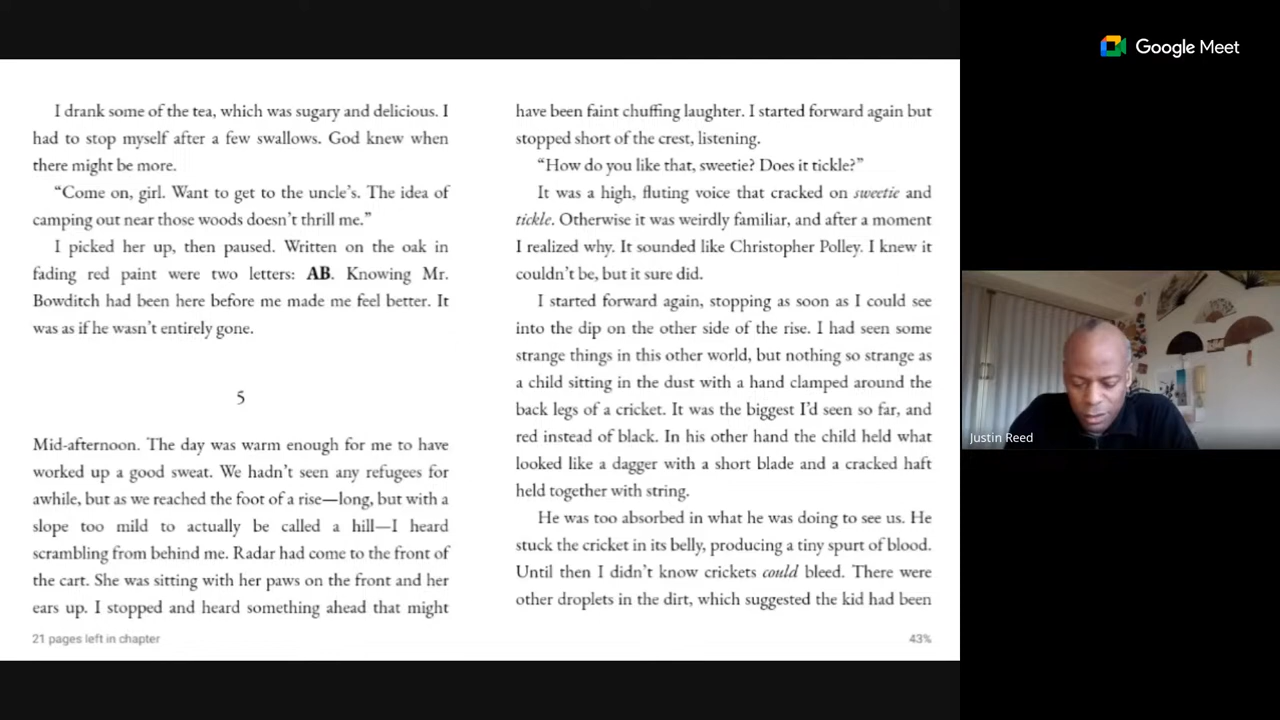 I drank some of the tea, which was sugary and delicious. I
had to stop myself after a few swallows. God knew when
there might be more.
“Come on, girl. Want to get to the uncle’s. The idea of
camping out near those woods doesn’t thrill me.”
I picked her up, then paused. Written on the oak in
fading red paint were two letters: AB. Knowing Mr.
Bowditch had been here before me made me feel better. It
was as if he wasn’t entirely gone.
5
Mid-afternoon. The day was warm enough for me to have
worked up a good sweat. We hadn’t seen any refugees for
awhile, but as we reached the foot of a rise—long, but with a
slope too mild to actually be called a hill—I heard
scrambling from behind me. Radar had come to the front of
the cart. She was sitting with her paws on the front and her
ears up. I stopped and heard something ahead that might
21 pages left in chapter
have been faint chuffing laughter. I started forward again but
stopped short of the crest, listening.
“How do you like that, sweetie? Does it tickle?”
It was a high, fluting voice that cracked on sweetie and
tickle. Otherwise it was weirdly familiar, and after a moment
I realized why. It sounded like Christopher Polley. I knew it
couldn’t be, but it sure did.
I started forward again, stopping as soon as I could see
into the dip on the other side of the rise. I had seen some
strange things in this other world, but nothing so strange as
a child sitting in the dust with a hand clamped around the
back legs of a cricket. It was the biggest I’d seen so far, and
red instead of black. In his other hand the child held what
looked like a dagger with a short blade and a cracked haft
held together with string.
He was too absorbed in what he was doing to see us. He
stuck the cricket in its belly, producing a tiny spurt of blood.
Until then I didn’t know crickets could bleed. There were
other droplets in the dirt, which suggested the kid had been
43%
Google Meet
Justin Reed